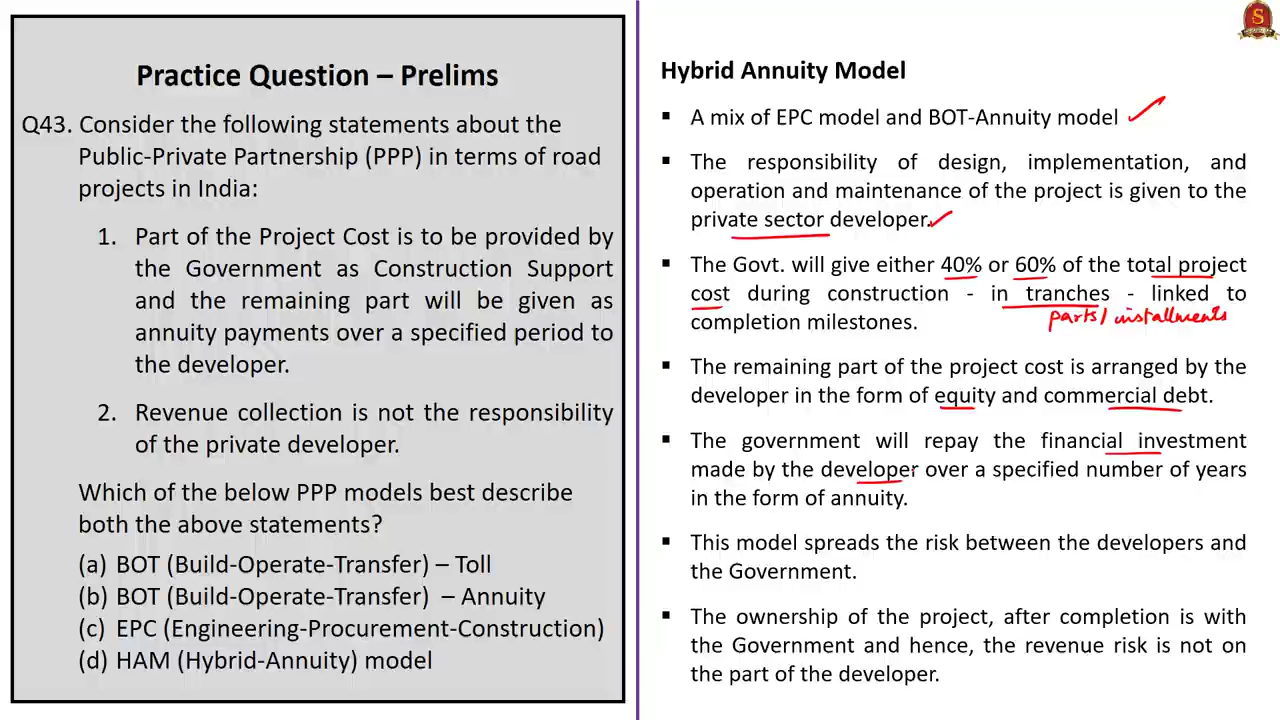 Practice Question – Prelims
Q43. Consider the following statements about the
Public-Private Partnership (PPP) in terms of road
projects in India:
1. Part of the Project Cost is to be provided by
the Government as Construction Support
and the remaining part will be given as
annuity payments over a specified period to
the developer.
2. Revenue collection is not the responsibility
of the private developer.
Which of the below PPP models best describe
both the above statements?
(a) BOT (Build-Operate-Transfer) – Toll
(b) BOT (Build-Operate-Transfer) – Annuity
(c) EPC (Engineering-Procurement-Construction)
(d) HAM (Hybrid-Annuity) model
Hybrid Annuity Model
▪ A mix of EPC model and BOT-Annuity model
▪ The responsibility of design, implementation, and
operation and maintenance of the project is given to the
private sector developer.
▪ The Govt. will give either 40% or 60% of the total project
cost during construction - in tranches - linked to
parts/ installments
completion milestones.
▪ The remaining part of the project cost is arranged by the
developer in the form of equity and commercial debt.
▪ The government will repay the financial investment
made by the developer over a specified number of years
in the form of annuity.
▪ This model spreads the risk between the developers and
the Government.
▪ The ownership of the project, after completion is with
the Government and hence, the revenue risk is not on
the part of the developer.
S